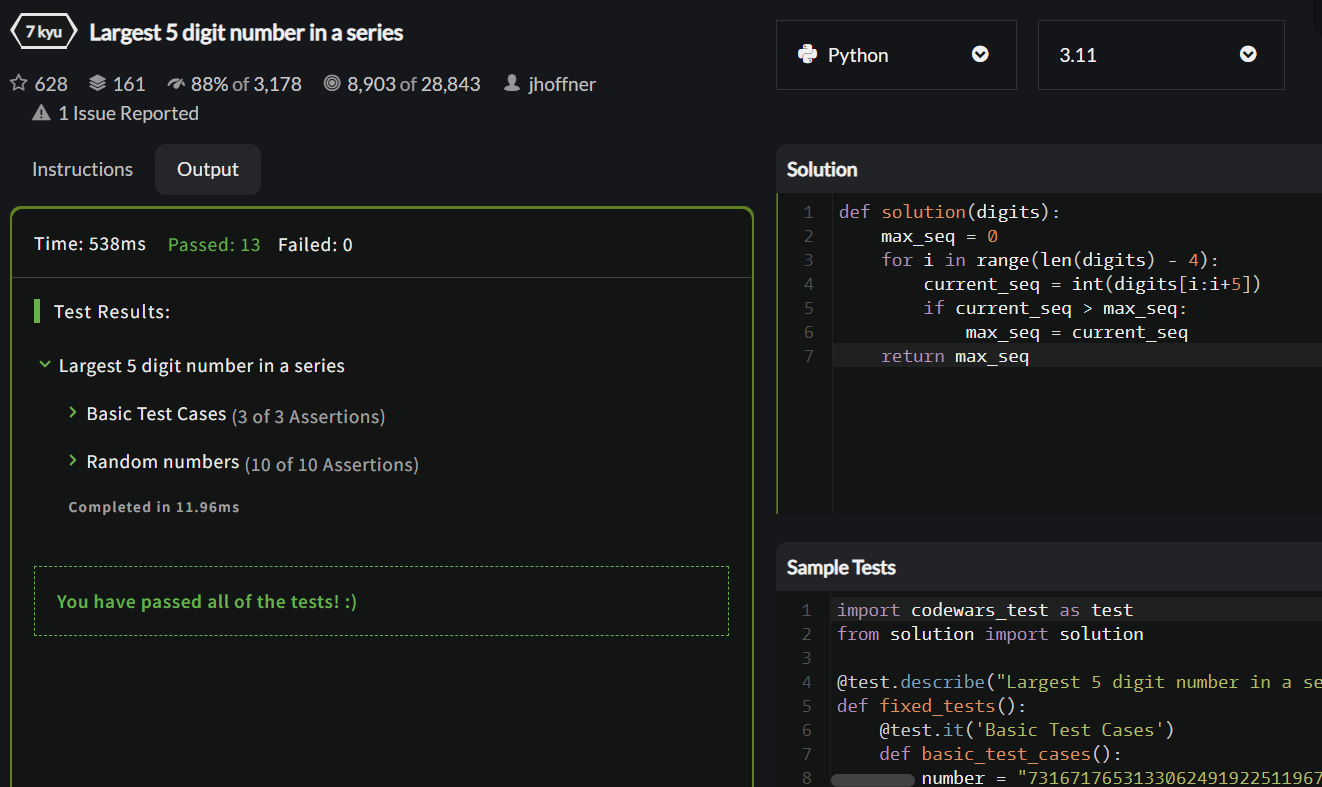 7 kyu Largest 5 digit number in a series
628 161 88% of 3,178 8,903 of 28,843 jhoffner
1 Issue Reported
Instructions Output
Time: 538ms Passed: 13 Failed: 0
Test Results:
Largest 5 digit number in a series
Basic Test Cases (3 of 3 Assertions)
Random numbers (10 of 10 Assertions)
Completed in 11.96ms
You have passed all of the tests! :)
Python 3.11
Solution
1 def solution(digits):
2     max_seq = 0
3     for i in range(len(digits) - 4):
4         current_seq = int(digits[i:i+5])
5         if current_seq > max_seq:
6             max_seq = current_seq
7     return max_seq
Sample Tests
1 import codewars_test as test
2 from solution import solution
3
4 @test.describe("Largest 5 digit number in a se
5 def fixed_tests():
6     @test.it('Basic Test Cases')
7     def basic_test_cases():
8         number = "7316717653133062491922511967